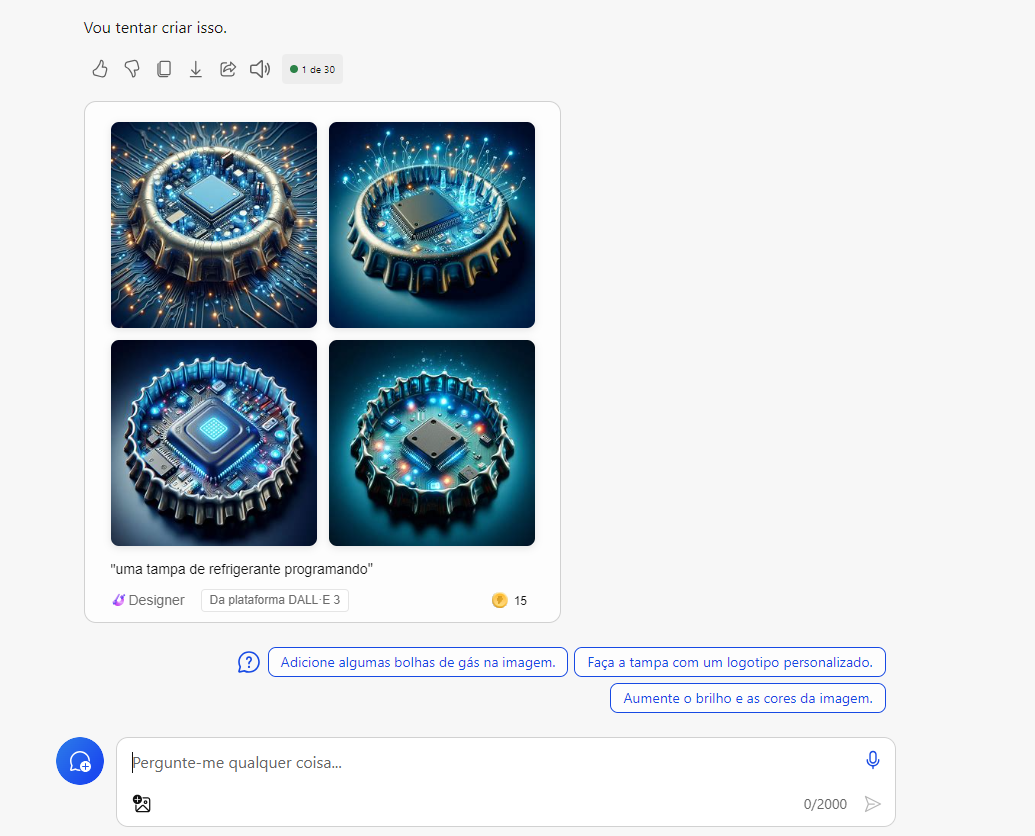 Vou tentar criar isso.
1 de 30
"uma tampa de refrigerante programando"
Designer
Da plataforma DALL·E 3
15
Adicione algumas bolhas de gás na imagem.
Faça a tampa com um logotipo personalizado.
Aumente o brilho e as cores da imagem.
Pergunte-me qualquer coisa...
0/2000